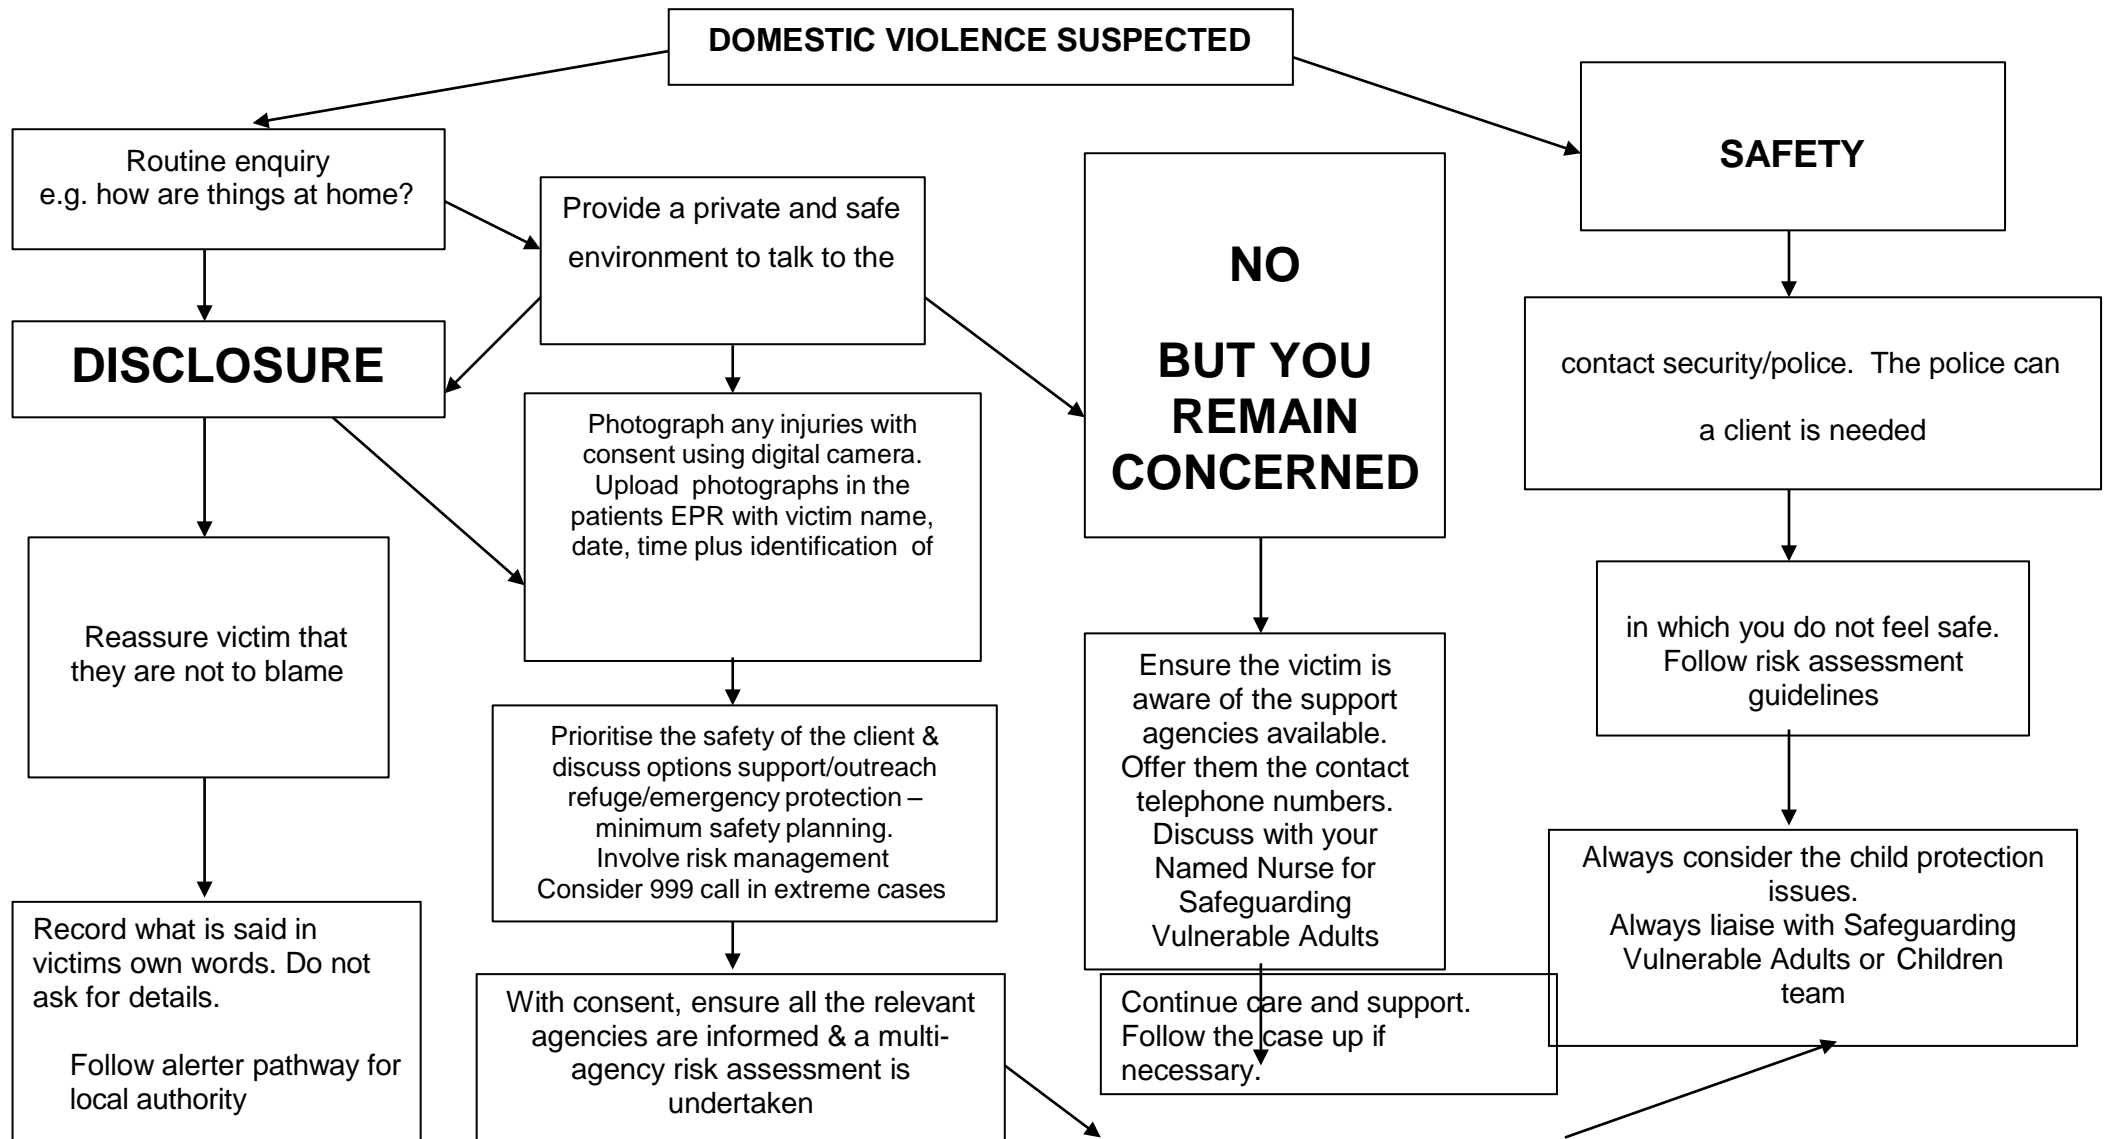 DOMESTIC VIOLENCE SUSPECTED
Routine enquiry
e.g. how are things at home?
Provide a private and safe
environment to talk to the
NO
BUT YOU
REMAIN
CONCERNED
SAFETY
DISCLOSURE
contact security/police. The police can
a client is needed
Photograph any injuries with
consent using digital camera.
Upload photographs in the
patients EPR with victim name,
date, time plus identification of
Reassure victim that
they are not to blame
in which you do not feel safe.
Follow risk assessment
guidelines
Ensure the victim is
aware of the support
agencies available.
Offer them the contact
telephone numbers.
Discuss with your
Named Nurse for
Safeguarding
Vulnerable Adults
Prioritise the safety of the client &
discuss options support/outreach
refuge/emergency protection –
minimum safety planning.
Involve risk management
Consider 999 call in extreme cases
Always consider the child protection
issues.
Always liaise with Safeguarding
Vulnerable Adults or Children
team
Record what is said in
victims own words. Do not
ask for details.
Follow alerter pathway for
local authority
With consent, ensure all the relevant
agencies are informed & a multi-
agency risk assessment is
undertaken
Continue care and support.
Follow the case up if
necessary.